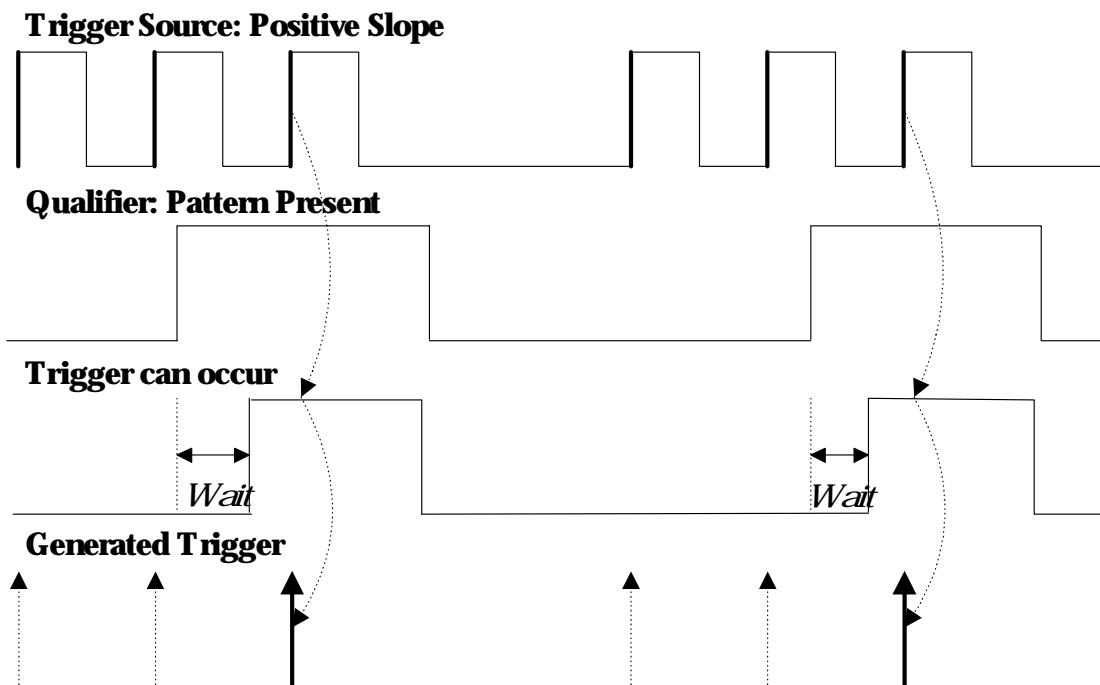 Trigger Source: Positive Slope
Qualifier: Pattern Present
Trigger can occur
Wait
Wait
Generated Trigger